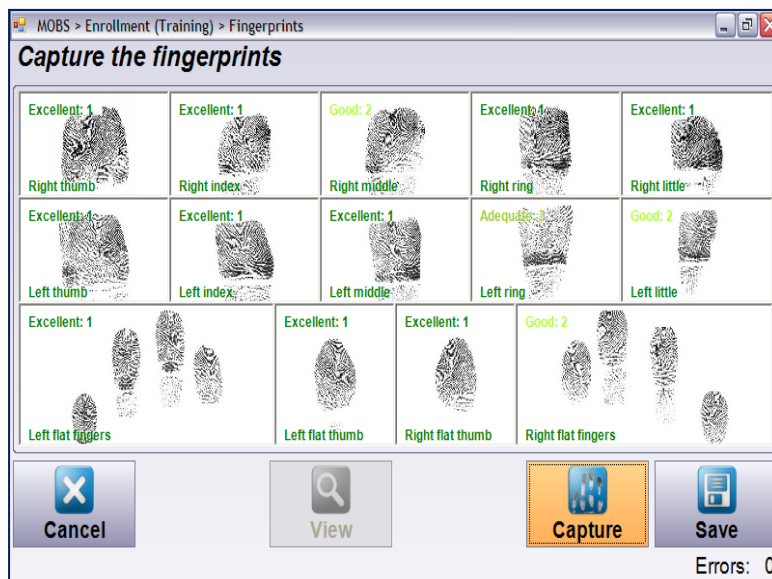 MOBS > Enrollment (Training) > Fingerprints
Capture the fingerprints
Excellent: 1 Excellent: 1 Good: 2 Excellent: 1 Excellent: 1
Right thumb Right index Right middle Right ring Right little
Excellent: 1 Excellent: 1 Excellent: 1 Adequate: 3 Good: 2
Left thumb Left index Left middle Left ring Left little
Excellent: 1 Excellent: 1 Excellent: 1 Good: 2
Left flat fingers Left flat thumb Right flat thumb Right flat fingers
Cancel View Capture Save
Errors: 0